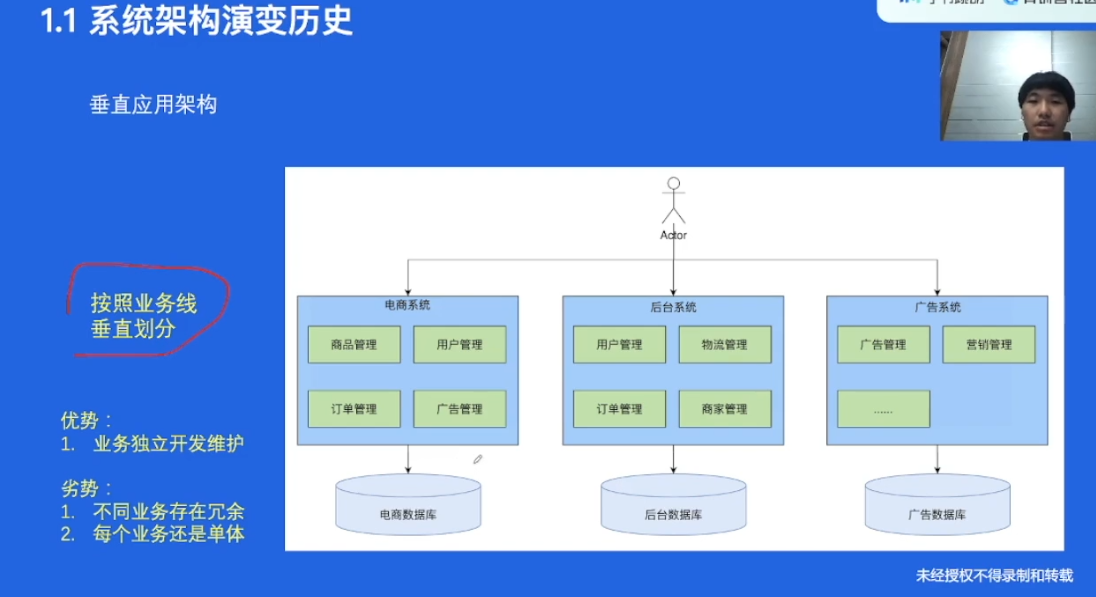 1.1 系统架构演变历史
垂直应用架构
按照业务线
垂直划分
优势：
1. 业务独立开发维护
劣势：
1. 不同业务存在冗余
2. 每个业务还是单体
Actor
电商系统
商品管理
用户管理
订单管理
广告管理
电商数据库
后台系统
用户管理
物流管理
订单管理
商家管理
后台数据库
广告系统
广告管理
营销管理
......
广告数据库
未经授权不得录制和转载